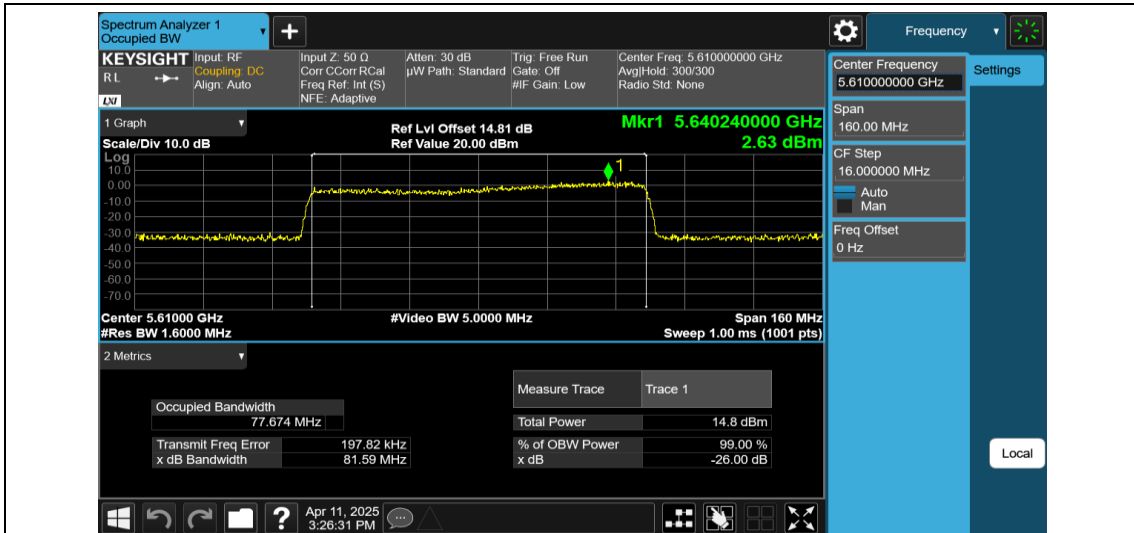 Spectrum Analyzer 1
Occupied BW
Frequency
KEYSIGHT
R L
LXI
Input: RF
Coupling: DC
Align: Auto
Input Z: 50 Ω
Corr CCorr RCal
Freq Ref: Int (S)
NFE: Adaptive
Atten: 30 dB
µW Path: Standard
Trig: Free Run
Gate: Off
#IF Gain: Low
Center Freq: 5.610000000 GHz
Avg|Hold: 300/300
Radio Std: None
Center Frequency
5.610000000 GHz
Settings
Span
160.00 MHz
CF Step
16.000000 MHz
Auto
Man
Freq Offset
0 Hz
Local
1 Graph
Scale/Div 10.0 dB
Ref Lvl Offset 14.81 dB
Ref Value 20.00 dBm
Mkr1 5.640240000 GHz
2.63 dBm
Log
10.0
0.00
-10.0
-20.0
-30.0
-40.0
-50.0
-60.0
-70.0
1
Center 5.61000 GHz
#Res BW 1.6000 MHz
#Video BW 5.0000 MHz
Span 160 MHz
Sweep 1.00 ms (1001 pts)
2 Metrics
Measure Trace Trace 1
Occupied Bandwidth
77.674 MHz
Total Power 14.8 dBm
Transmit Freq Error 197.82 kHz
% of OBW Power 99.00 %
x dB Bandwidth 81.59 MHz
x dB -26.00 dB
?
Apr 11, 2025
3:26:31 PM